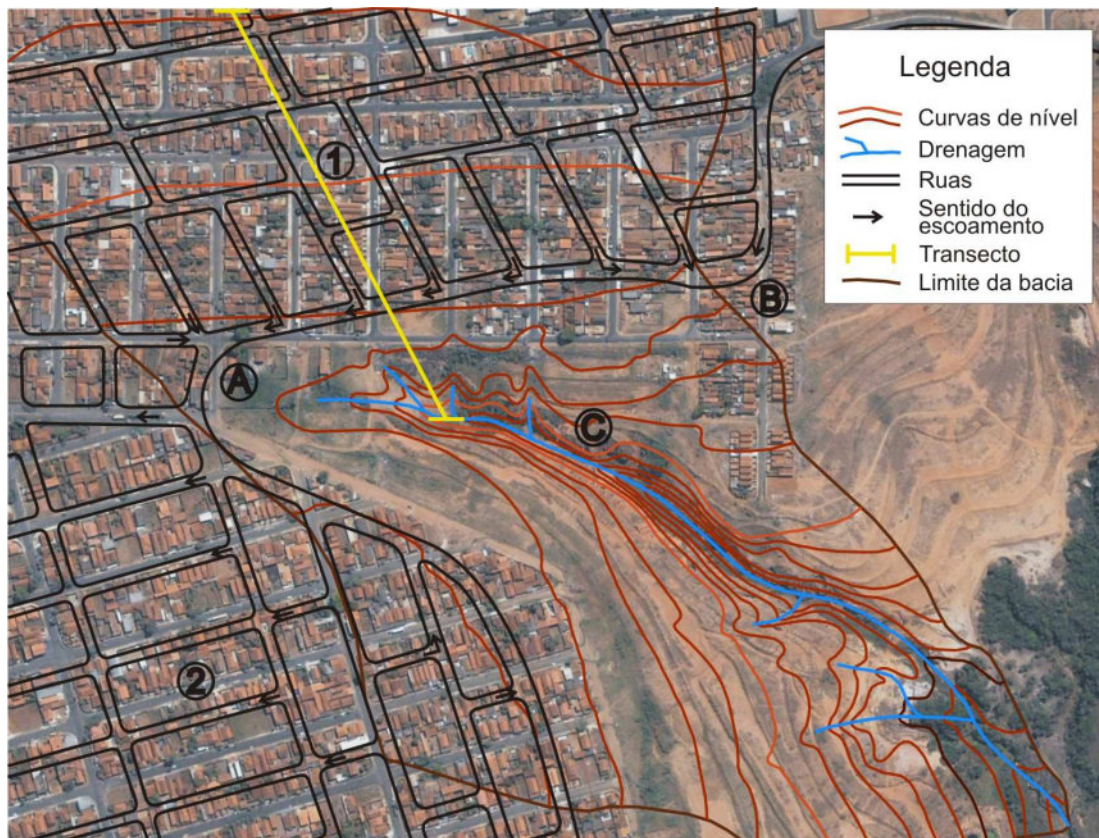 Legenda
Curvas de nível
Drenagem
Ruas
Sentido do
escoamento
Transecto
Limite da bacia
1
B
A
C
2